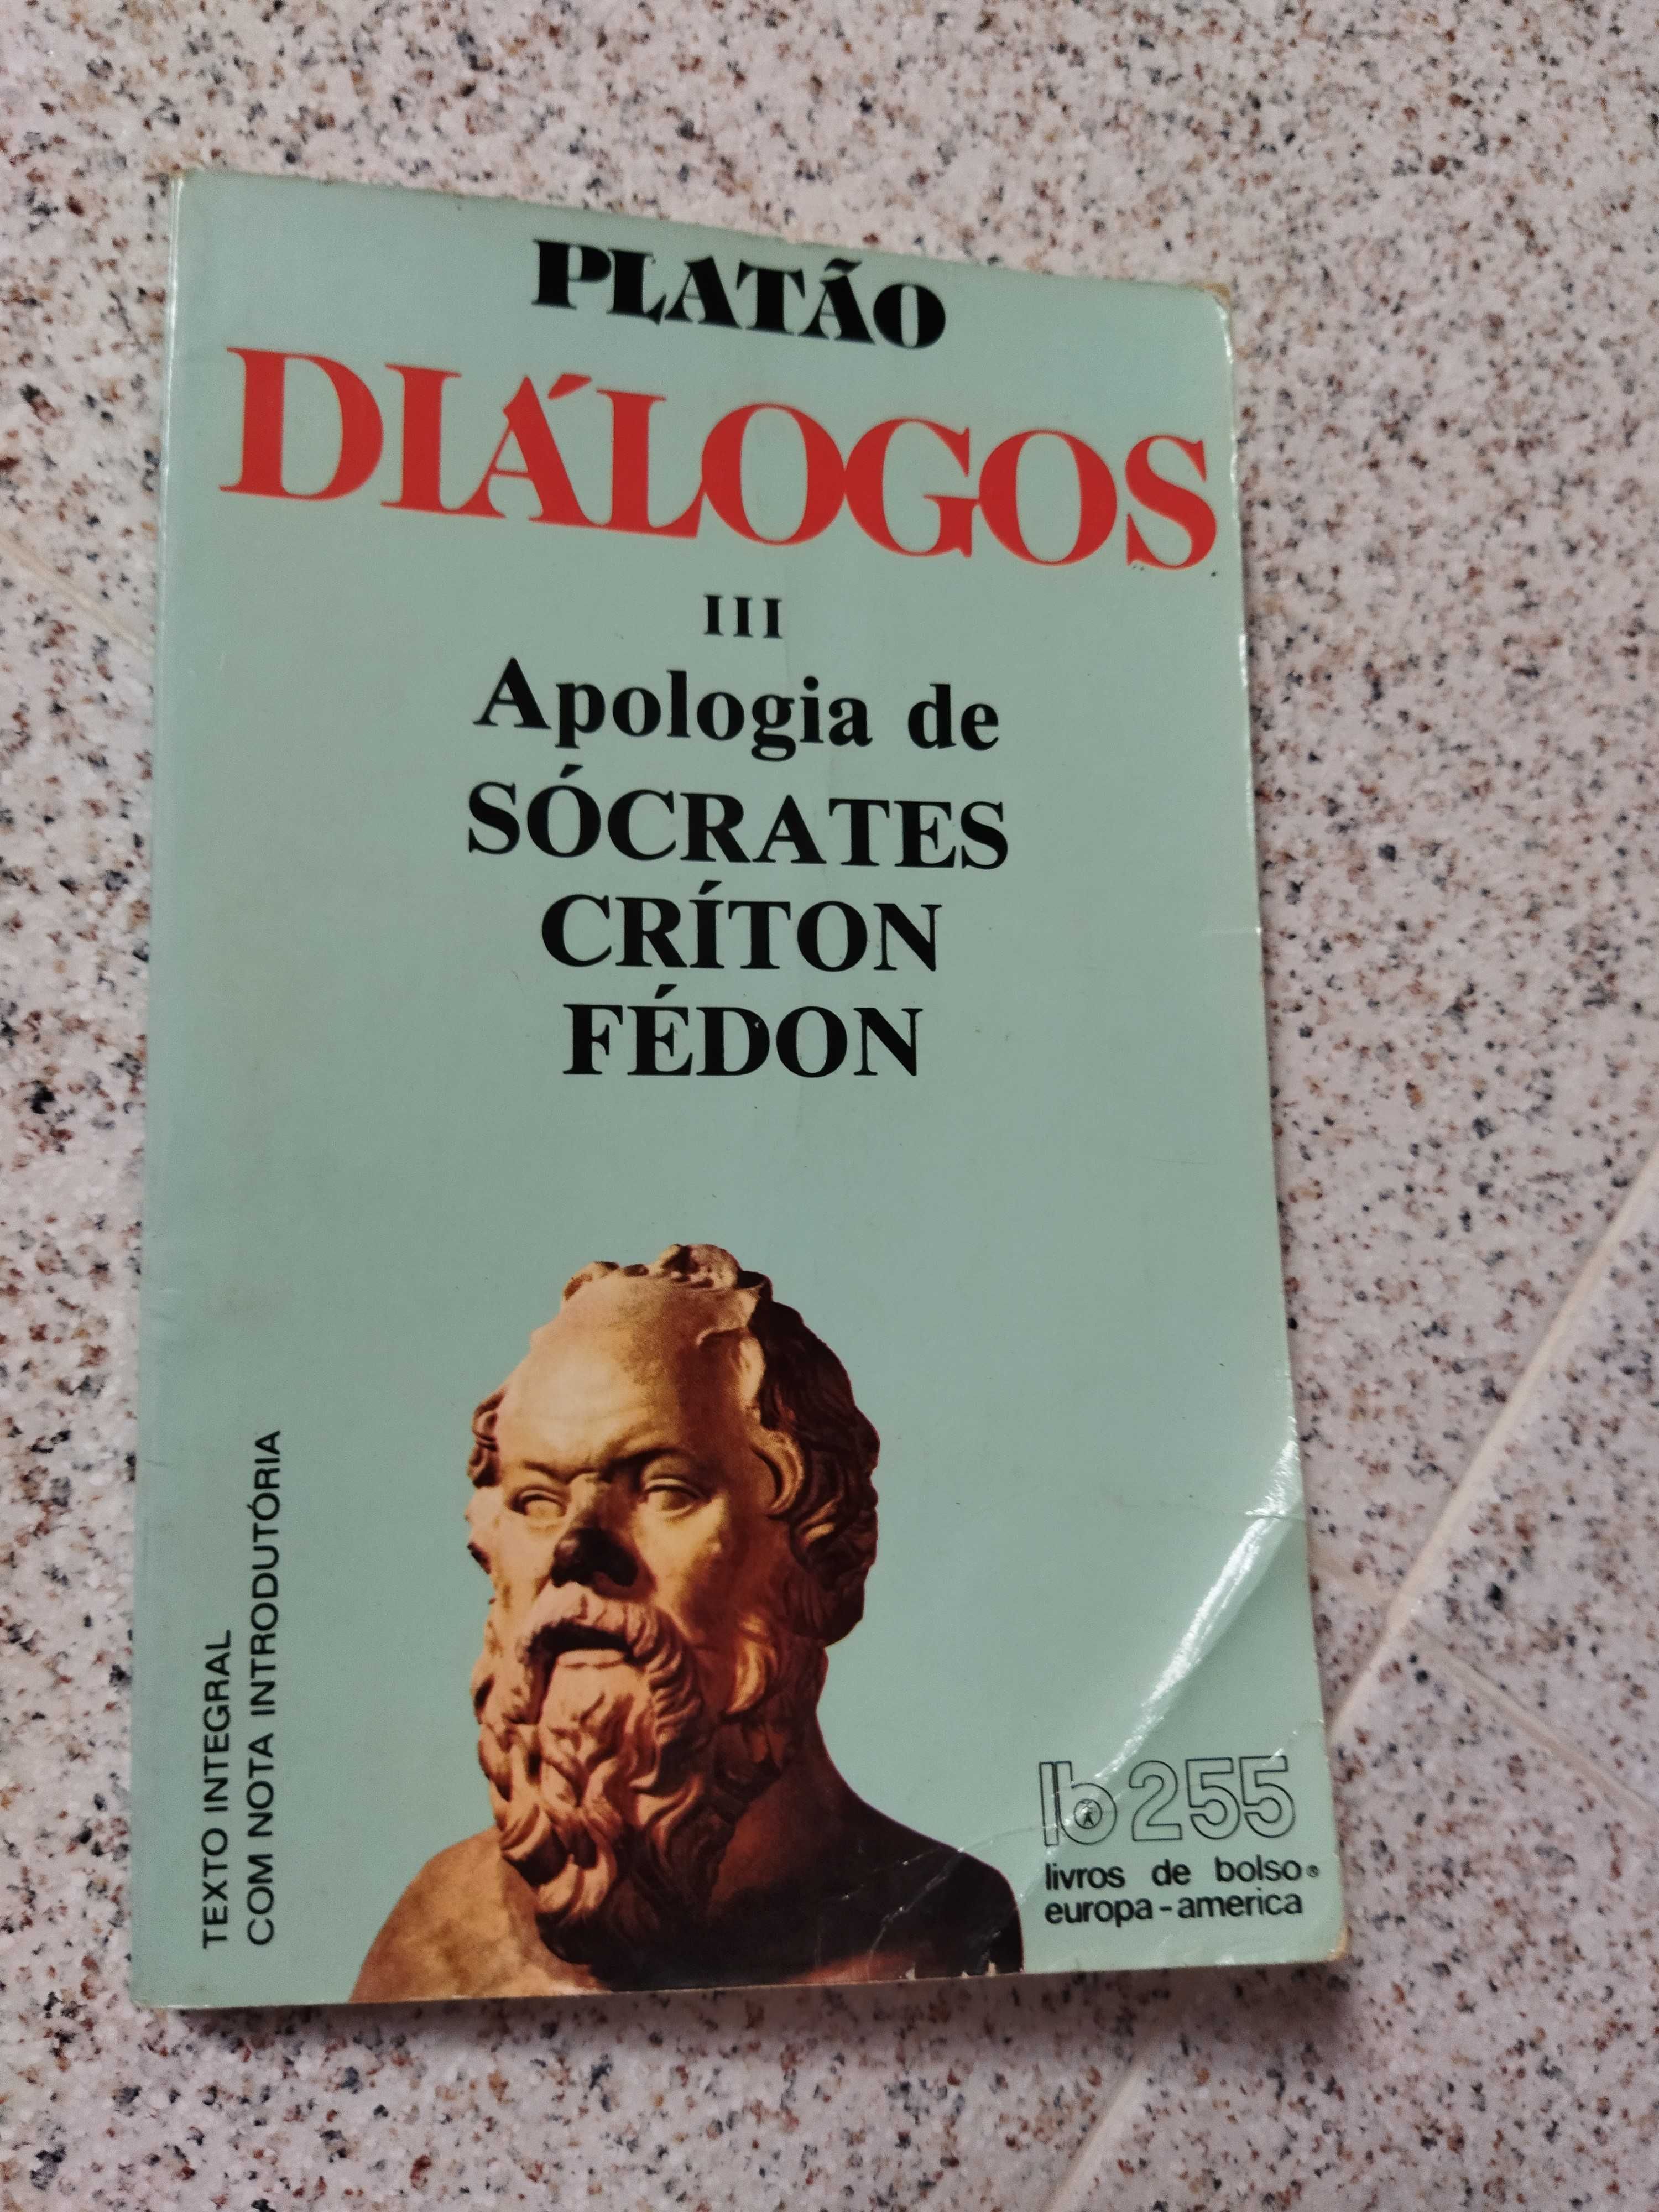 PLATÃO
DIÁLOGOS
III
Apologia de
SÓCRATES
CRÍTON
FÉDON
TEXTO INTEGRAL
COM NOTA INTRODUTÓRIA
lb 255
livros de bolso®
europa-america